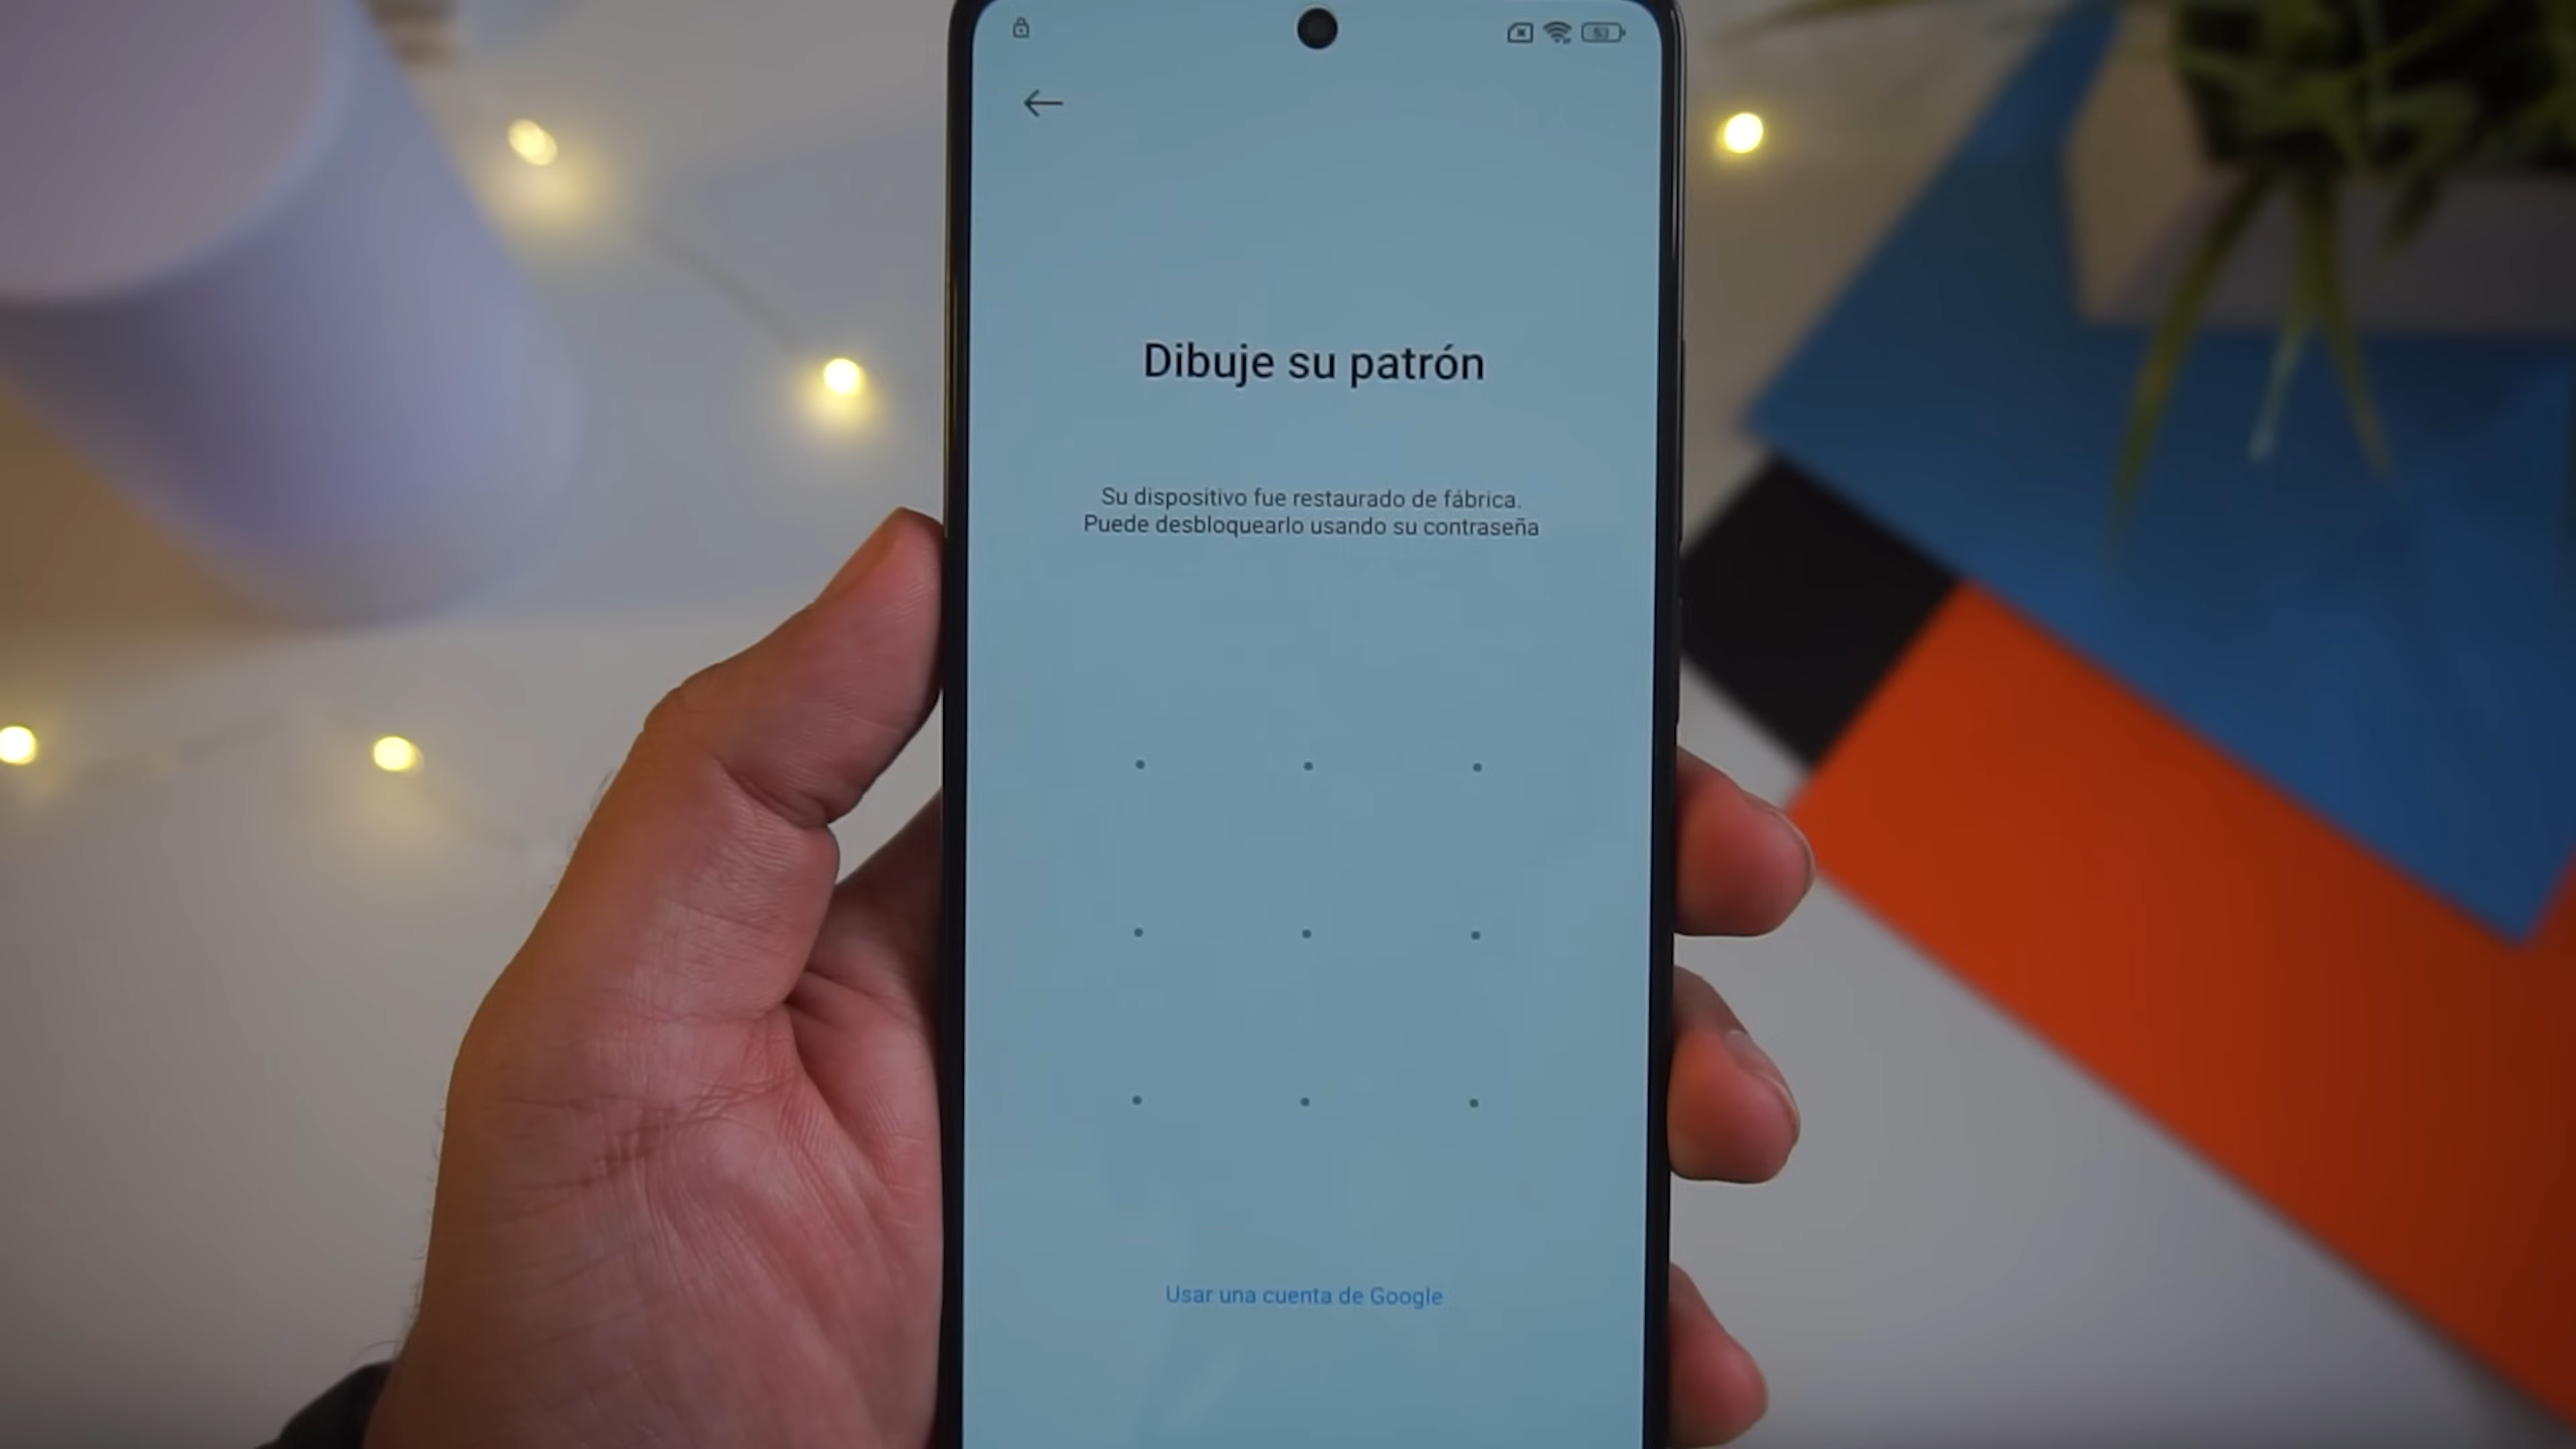 53
Dibuje su patrón
Su dispositivo fue restaurado de fábrica.
Puede desbloquearlo usando su contraseña
Usar una cuenta de Google